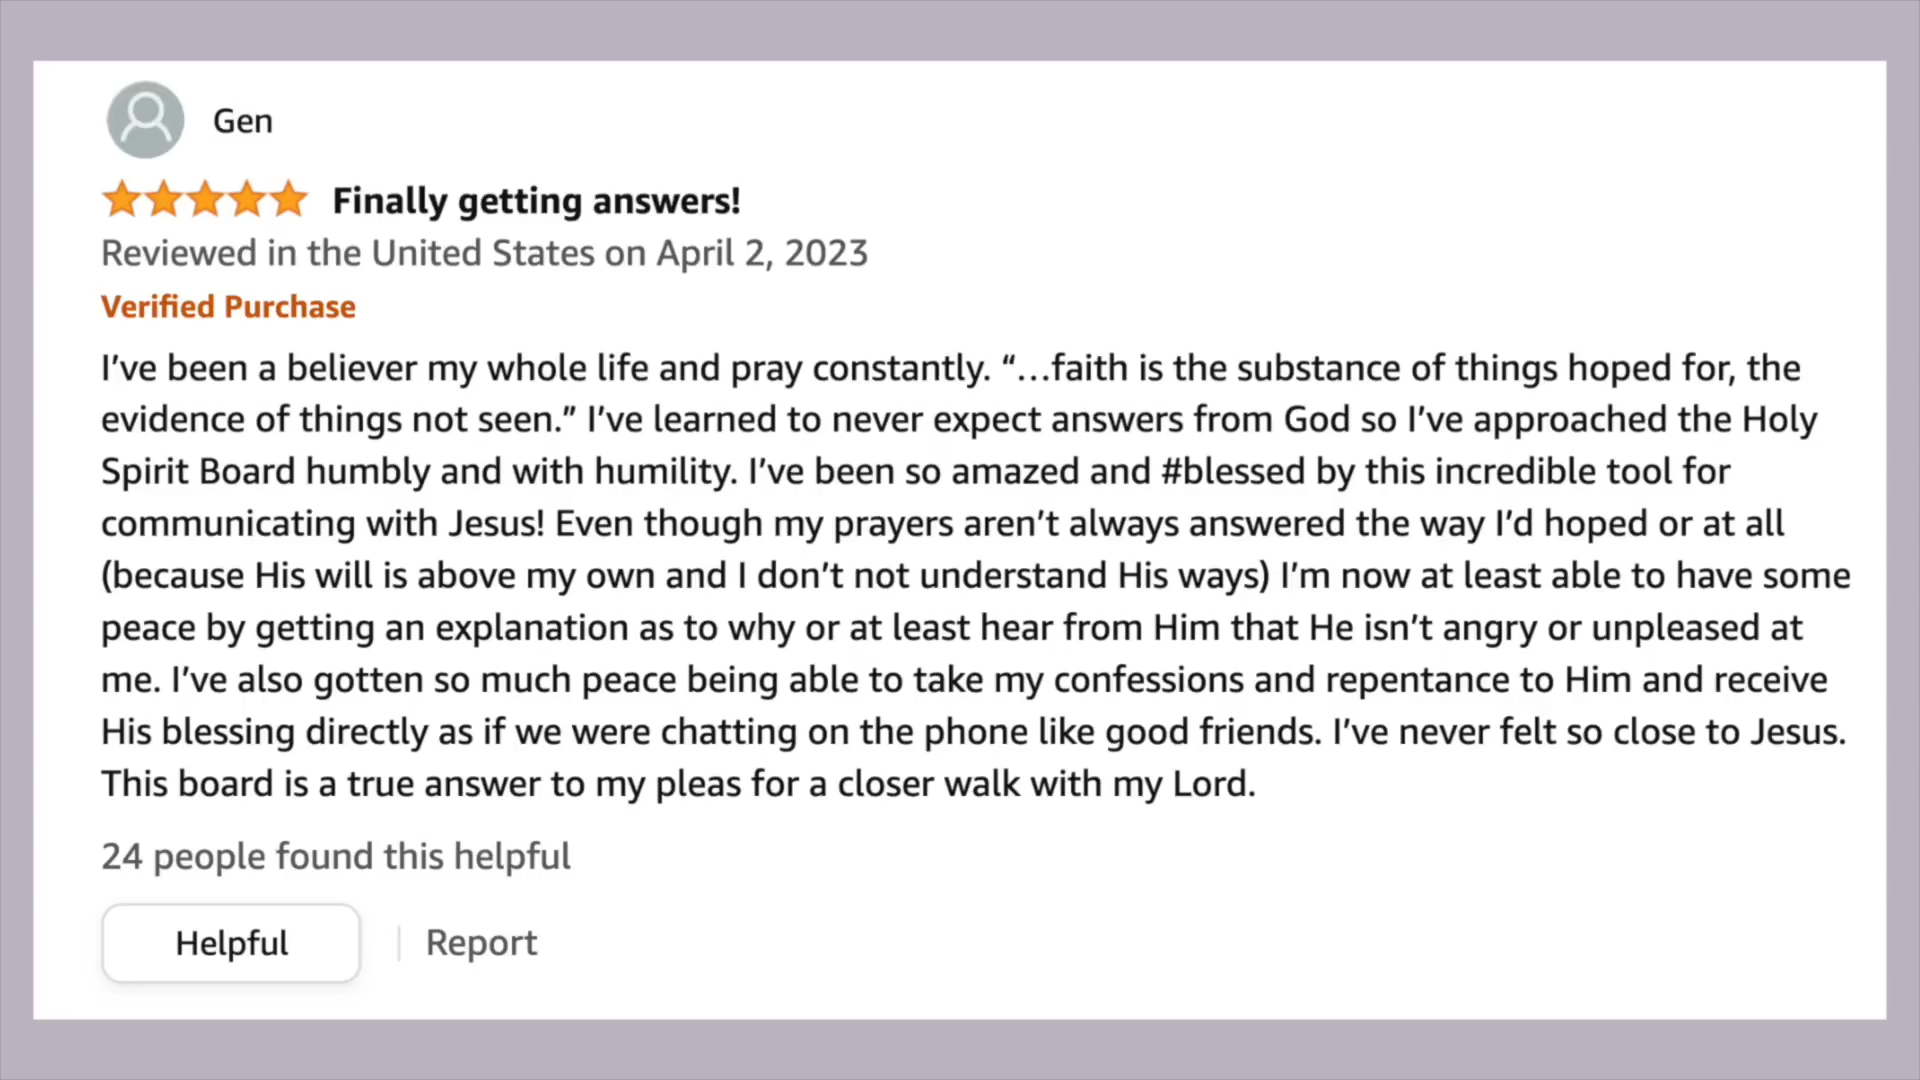 Gen
Finally getting answers!
Reviewed in the United States on April 2, 2023
Verified Purchase
I’ve been a believer my whole life and pray constantly. “…faith is the substance of things hoped for, the
evidence of things not seen.” I’ve learned to never expect answers from God so I’ve approached the Holy
Spirit Board humbly and with humility. I’ve been so amazed and #blessed by this incredible tool for
communicating with Jesus! Even though my prayers aren’t always answered the way I’d hoped or at all
(because His will is above my own and I don’t not understand His ways) I’m now at least able to have some
peace by getting an explanation as to why or at least hear from Him that He isn’t angry or unpleased at
me. I’ve also gotten so much peace being able to take my confessions and repentance to Him and receive
His blessing directly as if we were chatting on the phone like good friends. I’ve never felt so close to Jesus.
This board is a true answer to my pleas for a closer walk with my Lord.
24 people found this helpful
Helpful | Report